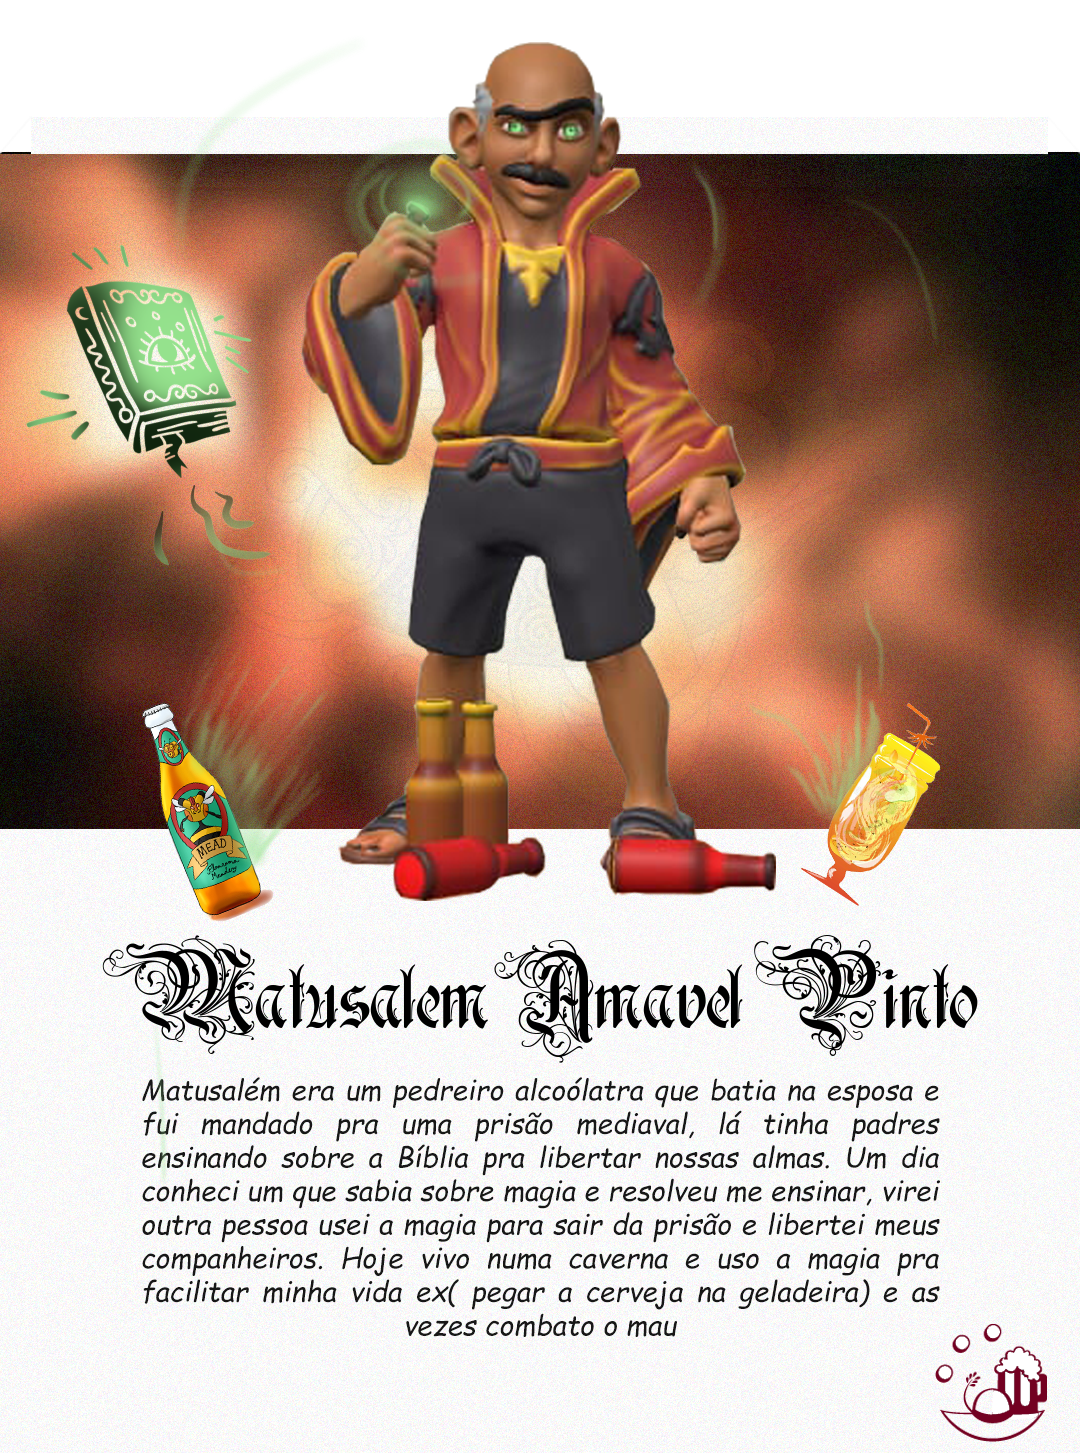 MEAD
Matusalem Amavel Pinto
Matusalém era um pedreiro alcoólatra que batia na esposa e
fui mandado pra uma prisão mediaval, lá tinha padres
ensinando sobre a Bíblia pra libertar nossas almas. Um dia
conheci um que sabia sobre magia e resolveu me ensinar, virei
outra pessoa usei a magia para sair da prisão e libertei meus
companheiros. Hoje vivo numa caverna e uso a magia pra
facilitar minha vida ex( pegar a cerveja na geladeira) e as
vezes combato o mau